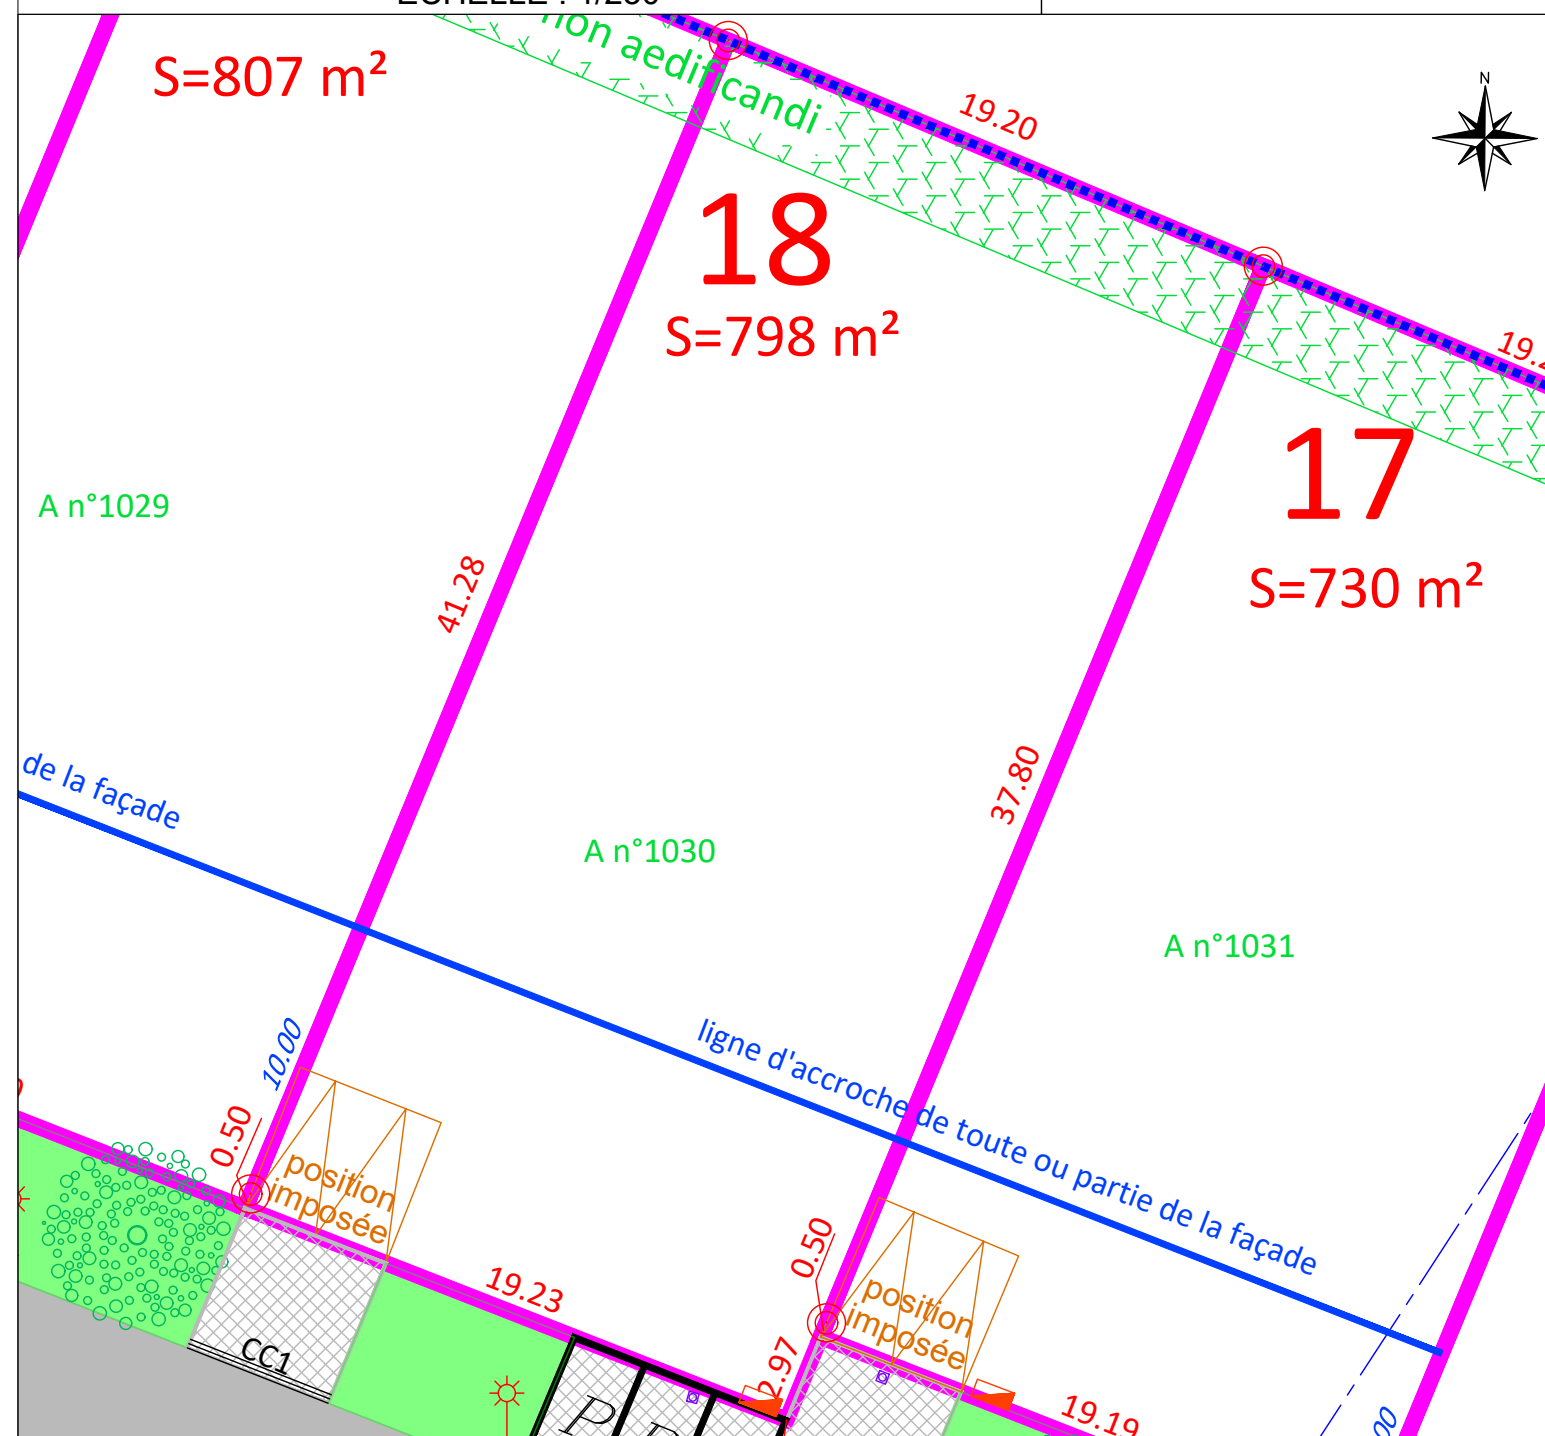 S=807 m²
non aedificandi
N
19.20
18
S=798 m²
17
S=730 m²
A n°1029
41.28
37.80
de la façade
A n°1030
A n°1031
10.00
ligne d'accroche de toute ou partie de la façade
0.50
position
imposée
0.50
position
imposée
19.23
CC1
2.97
19.19
P